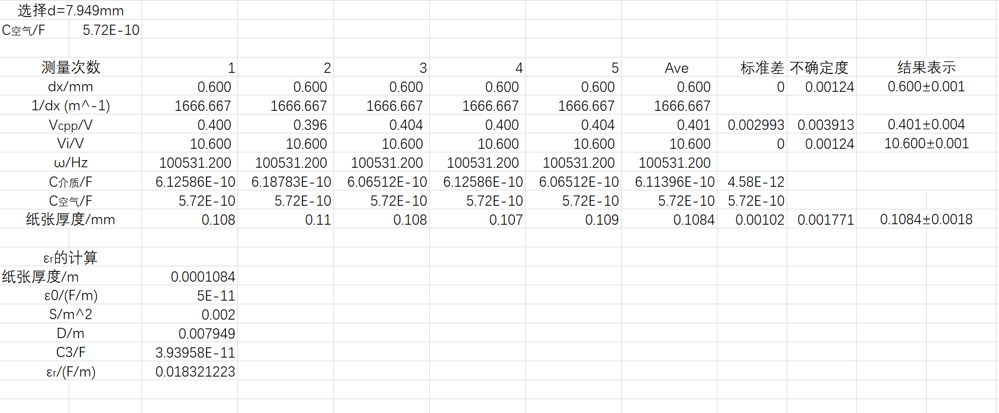 选择d=7.949mm
C空气/F 5.72E-10
测量次数 1 2 3 4 5 Ave 标准差 不确定度 结果表示
dx/mm 0.600 0.600 0.600 0.600 0.600 0.600 0 0.00124 0.600±0.001
1/dx (m^-1) 1666.667 1666.667 1666.667 1666.667 1666.667 1666.667
Vcpp/V 0.400 0.396 0.404 0.400 0.404 0.401 0.002993 0.003913 0.401±0.004
Vi/V 10.600 10.600 10.600 10.600 10.600 10.600 0 0.00124 10.600±0.001
ω/Hz 100531.200 100531.200 100531.200 100531.200 100531.200 100531.200
C介质/F 6.12586E-10 6.18783E-10 6.06512E-10 6.12586E-10 6.06512E-10 6.11396E-10 4.58E-12
C空气/F 5.72E-10 5.72E-10 5.72E-10 5.72E-10 5.72E-10 5.72E-10 5.72E-10
纸张厚度/mm 0.108 0.11 0.108 0.107 0.109 0.1084 0.00102 0.001771 0.1084±0.0018
εr的计算
纸张厚度/m 0.0001084
ε0/(F/m) 5E-11
S/m^2 0.002
D/m 0.007949
C3/F 3.93958E-11
εr/(F/m) 0.018321223